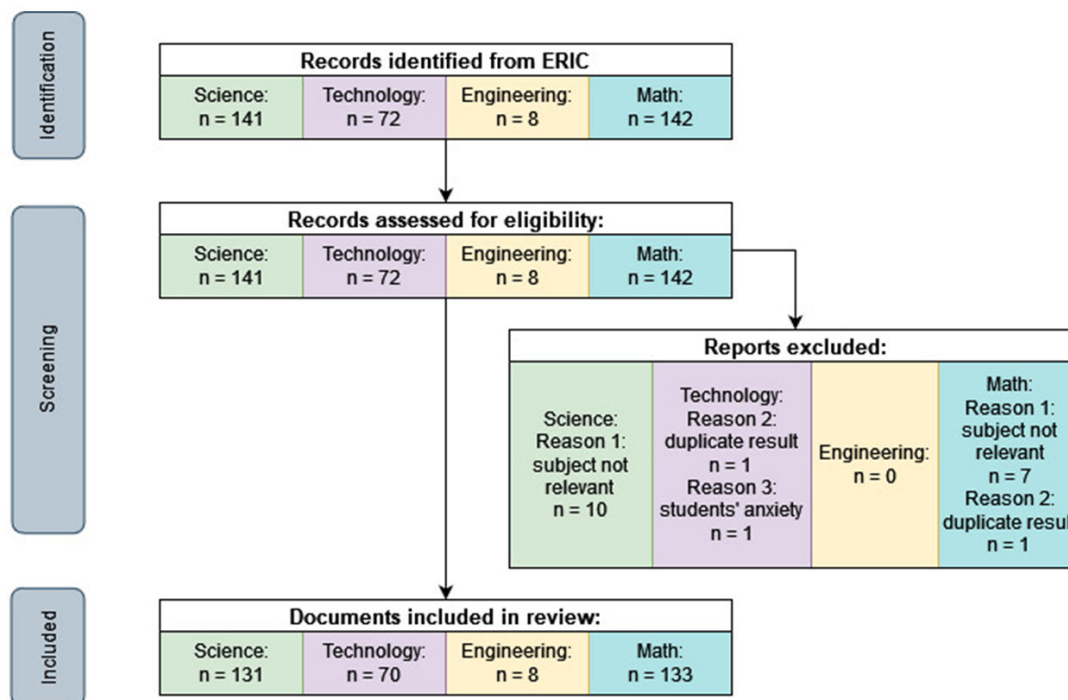 Identification
Records identified from ERIC
Science:
n = 141
Technology:
n = 72
Engineering:
n = 8
Math:
n = 142
Screening
Records assessed for eligibility:
Science:
n = 141
Technology:
n = 72
Engineering:
n = 8
Math:
n = 142
Reports excluded:
Science:
Reason 1:
subject not
relevant
n = 10
Technology:
Reason 2:
duplicate result
n = 1
Reason 3:
students' anxiety
n = 1
Engineering:
n = 0
Math:
Reason 1:
subject not
relevant
n = 7
Reason 2:
duplicate result
n = 1
Included
Documents included in review:
Science:
n = 131
Technology:
n = 70
Engineering:
n = 8
Math:
n = 133